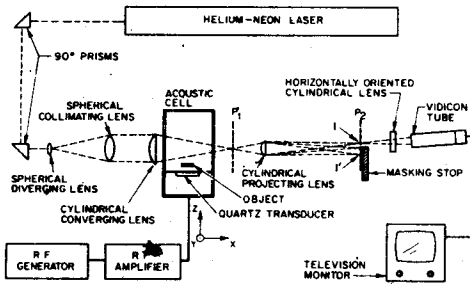 HELIUM-NEON LASER
90° PRISMS
ACOUSTIC
CELL
HORIZONTALLY ORIENTED
CYLINDRICAL LENS
VIDICON
TUBE
SPHERICAL
COLLIMATING LENS
P1
P2
I
I'
SPHERICAL
DIVERGING LENS
CYLINDRICAL
CONVERGING LENS
CYLINDRICAL
PROJECTING LENS
MASKING STOP
OBJECT
QUARTZ TRANSDUCER
Z
Y
X
RF
GENERATOR
AMPLIFIER
TELEVISION
MONITOR